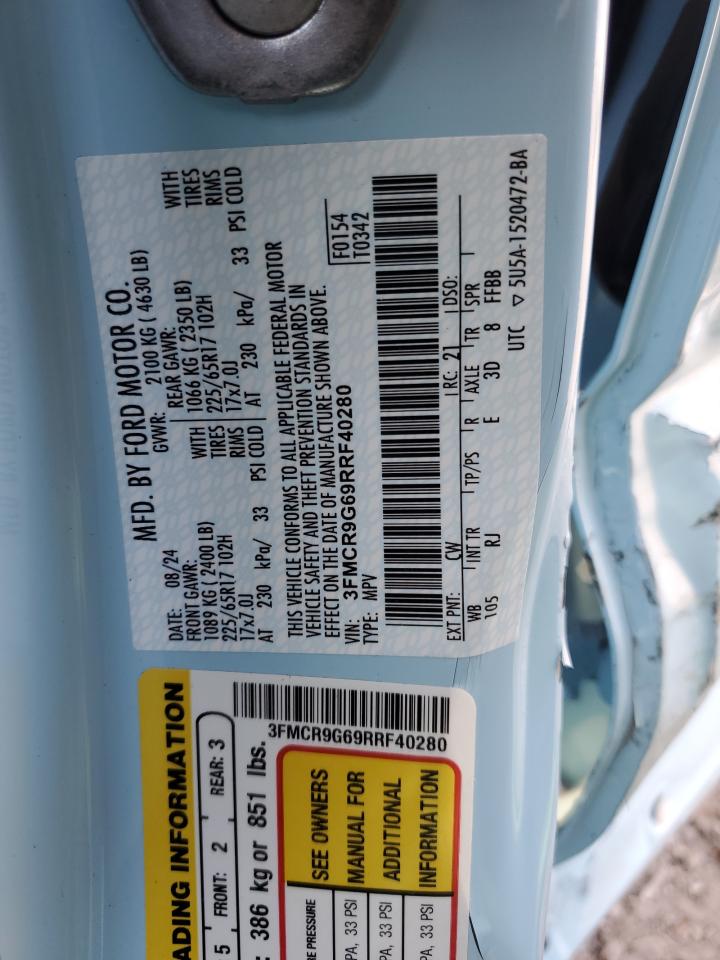 MFD. BY FORD MOTOR CO.
DATE: 08/24 GVWR: 2100 KG ( 4630 LB)
FRONT GAWR: REAR GAWR:
1089 KG ( 2400 LB) WITH 1066 KG ( 2350 LB) WITH
225/65R17 102H TIRES 225/65R17 102H TIRES
17x7.0J RIMS 17x7.0J RIMS
AT 230 kPa/ 33 PSI COLD AT 230 kPa/ 33 PSI COLD
THIS VEHICLE CONFORMS TO ALL APPLICABLE FEDERAL MOTOR
VEHICLE SAFETY AND THEFT PREVENTION STANDARDS IN
EFFECT ON THE DATE OF MANUFACTURE SHOWN ABOVE.
VIN: 3FMCR9G69RRF40280
TYPE: MPV
F0154
T0342
EXT PNT: CW RC: 21 DSO:
WB INT TR TP/PS R AXLE TR SPR
105 RJ E 3D 8 FFBB
UTC ▽ 5U5A-1520472-BA
ADING INFORMATION
5 FRONT: 2 REAR: 3
386 kg or 851 lbs.
3FMCR9G69RRF40280
RE PRESSURE
PA, 33 PSI
PA, 33 PSI
PA, 33 PSI
SEE OWNERS
MANUAL FOR
ADDITIONAL
INFORMATION